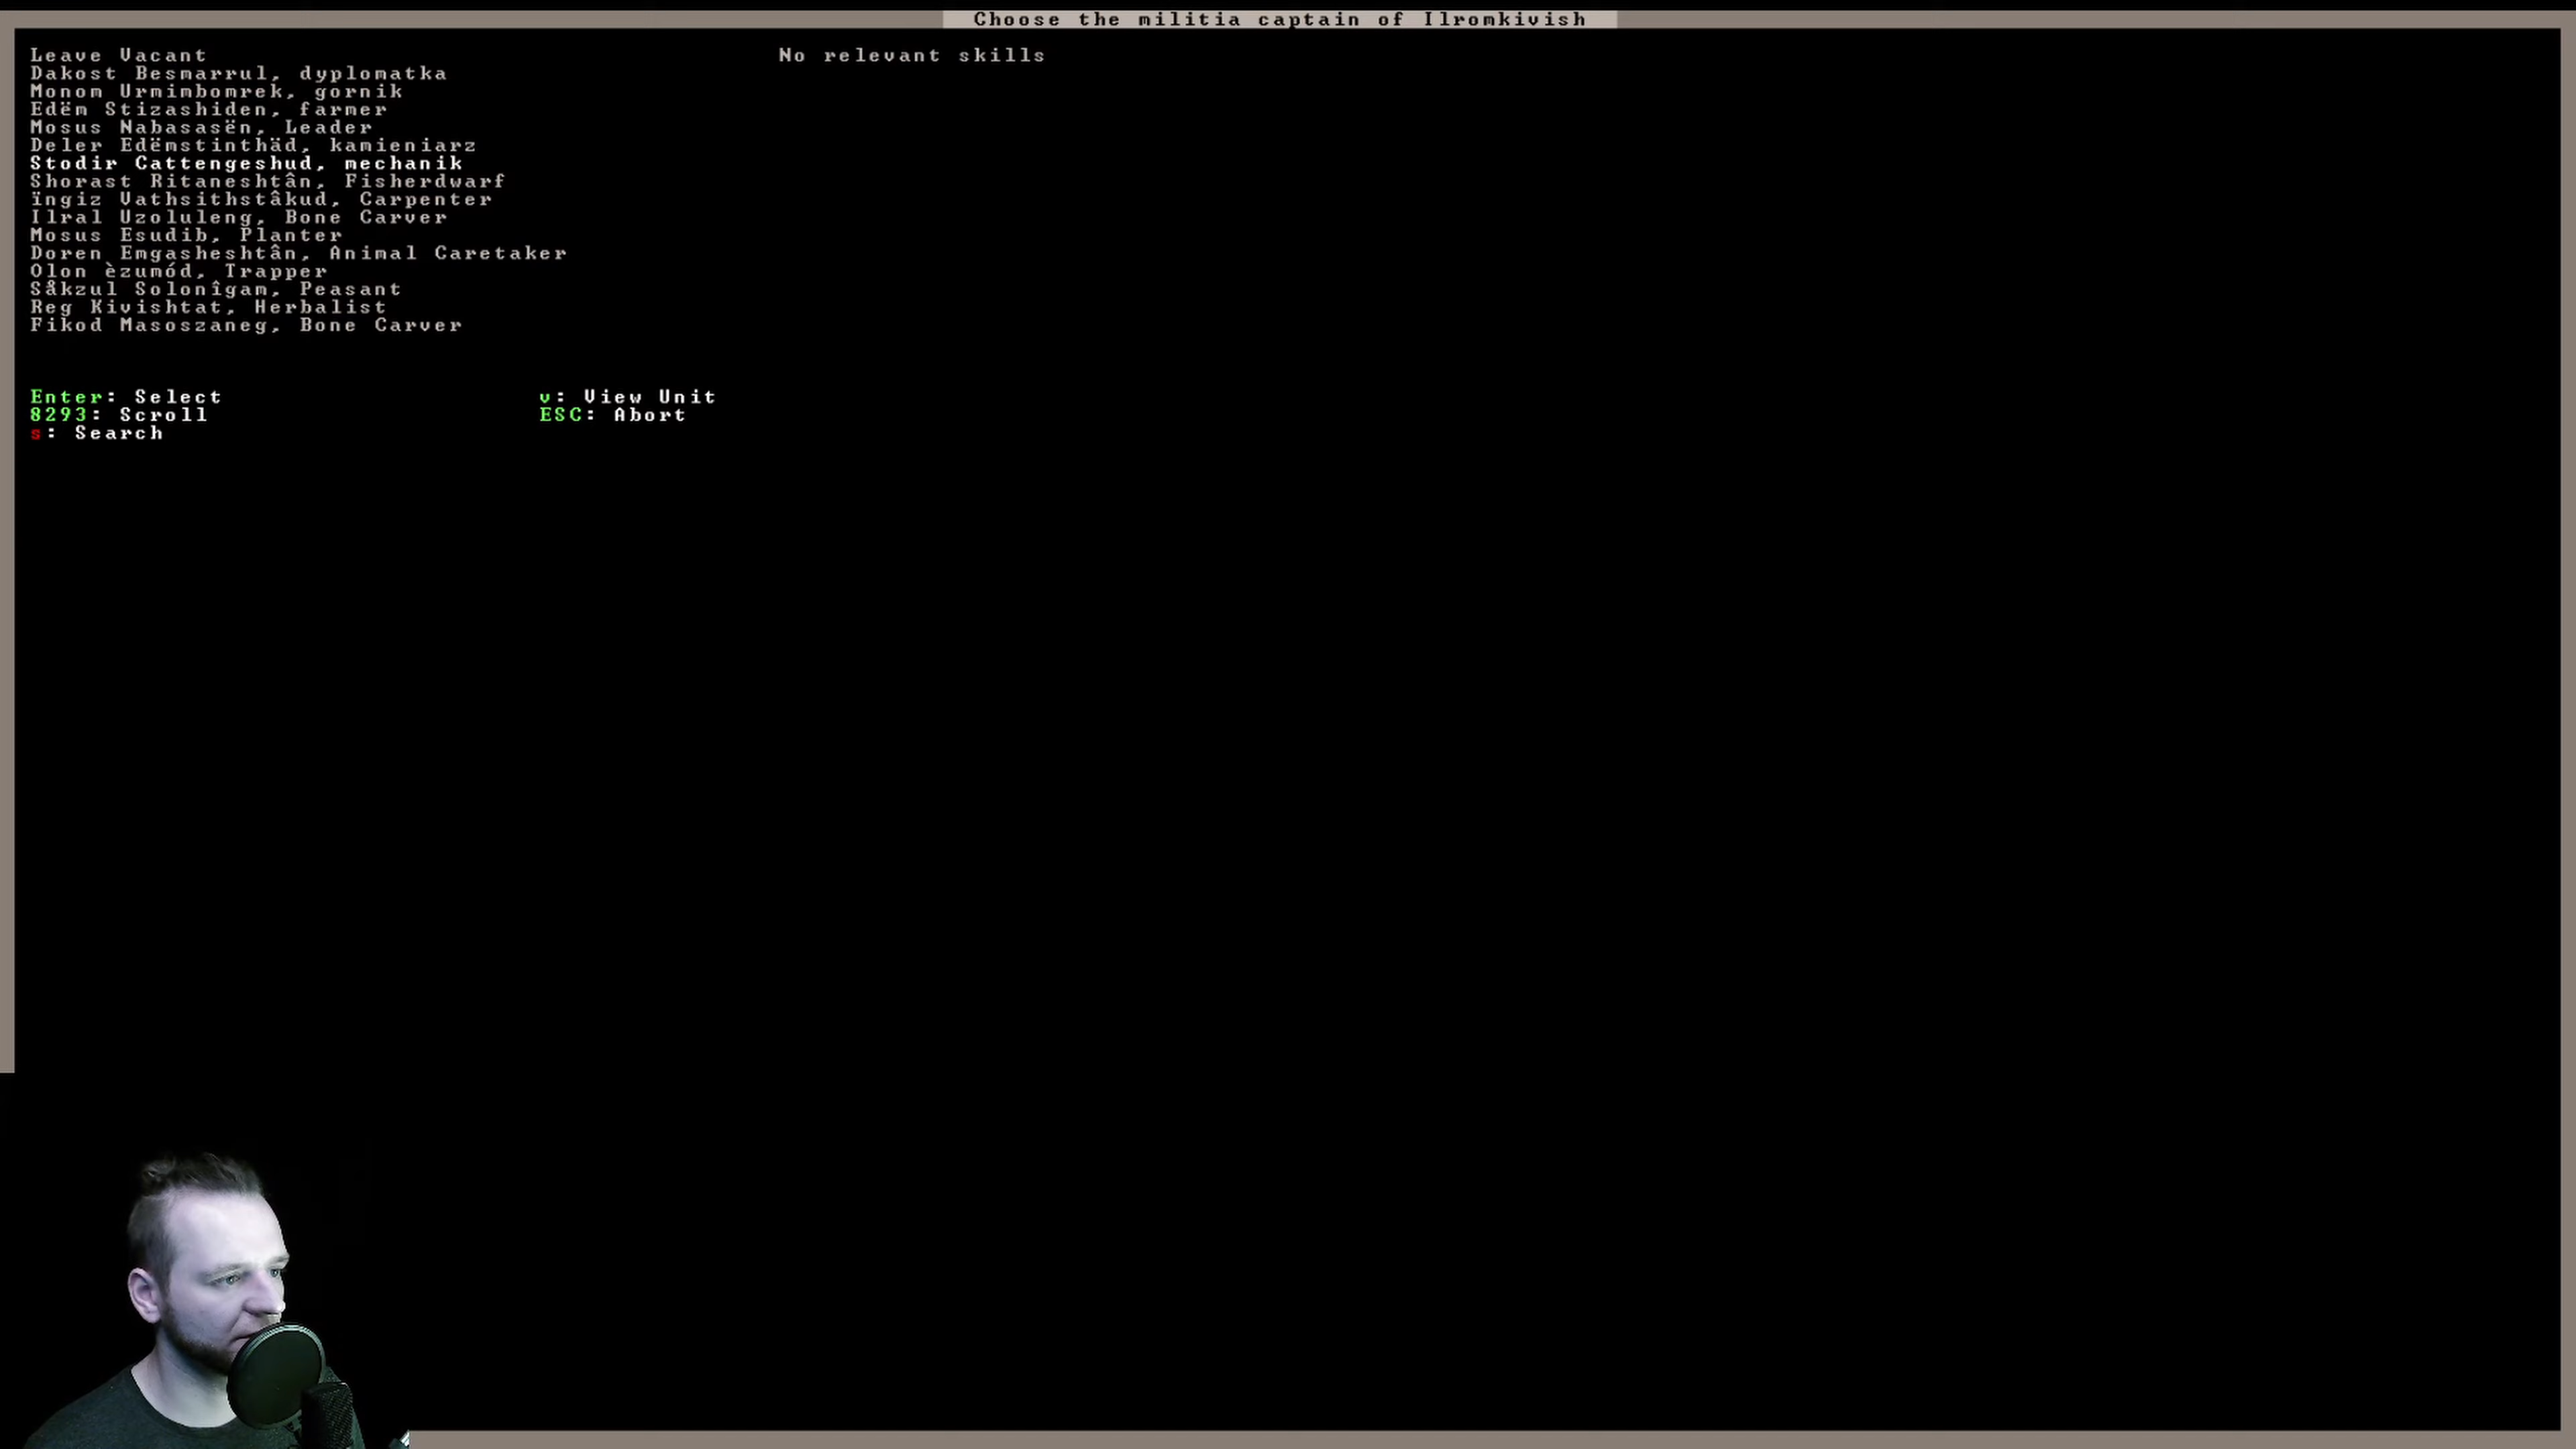 Choose the militia captain of Ilromkivish
Leave Vacant
No relevant skills
Dakost Besmarrul, dyplomatka
Monom Urmimbomrek, gornik
Edëm Stizashiden, farmer
Mosus Nabasasën, Leader
Deler Edëmstinthäd, kamieniarz
Stodir Cattengeshud, mechanik
Shorast Ritaneshtân, Fisherdwarf
ïngiz Vathsithstâkud, Carpenter
Ilral Uzoluleng, Bone Carver
Mosus Esudib, Planter
Doren Emgasheshtân, Animal Caretaker
Olon èzumód, Trapper
Såkzul Solonîgam, Peasant
Reg Kivishtat, Herbalist
Fikod Masoszaneg, Bone Carver
Enter: Select
v: View Unit
8293: Scroll
ESC: Abort
s: Search